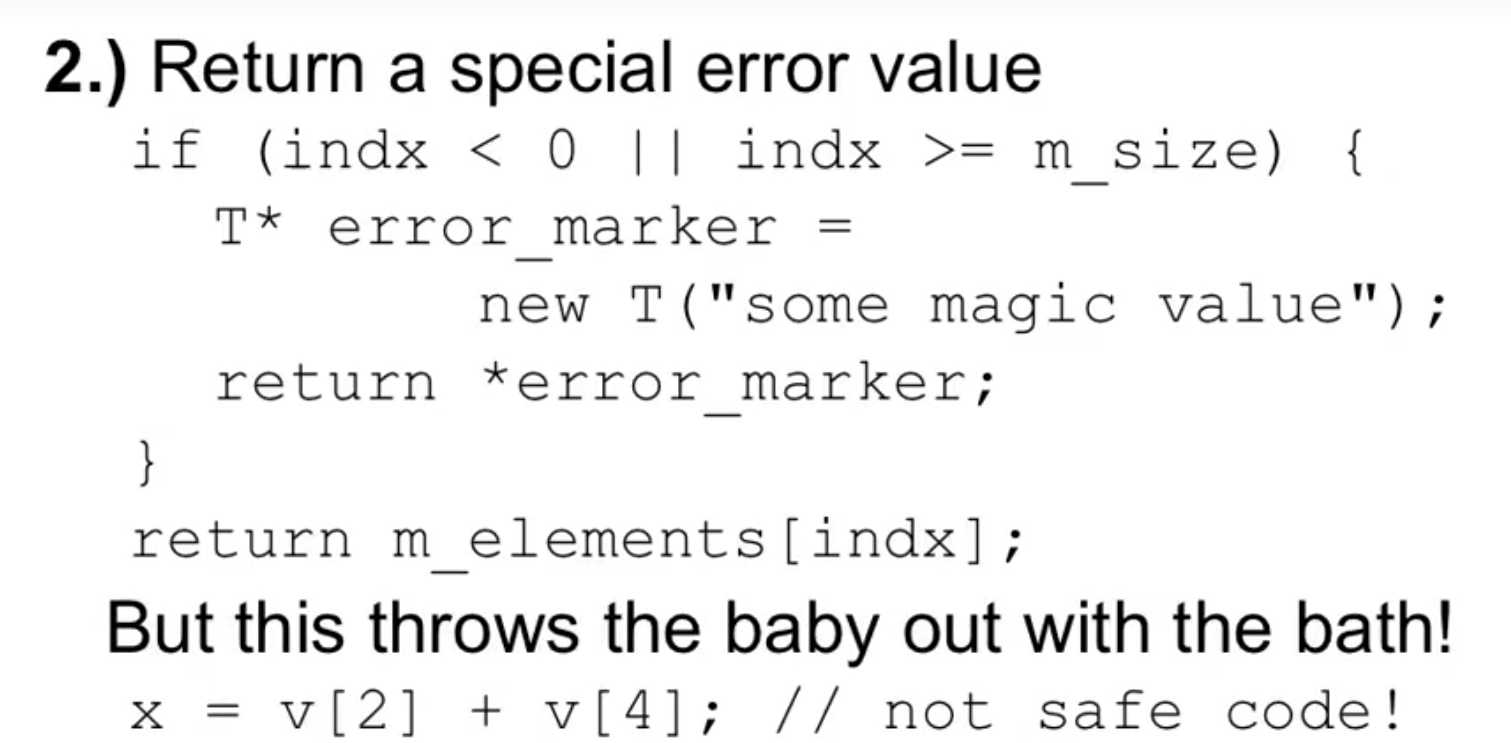 2.) Return a special error value
if (indx < 0 || indx >= m_size) {
T* error_marker =
new T("some magic value");
return *error_marker;
}
return m_elements[indx];
But this throws the baby out with the bath!
x = v[2] + v[4]; // not safe code!